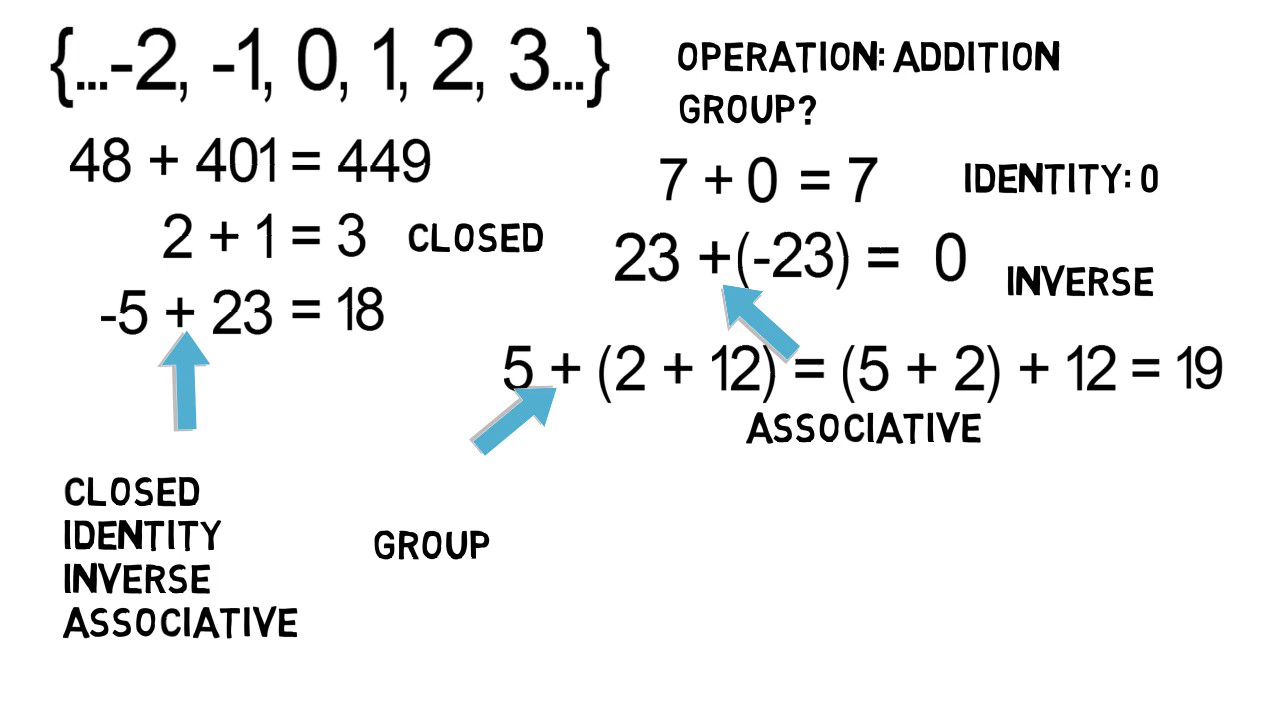 {...-2, -1, 0, 1, 2, 3...}
OPERATION: ADDITION
GROUP?
48 + 401 = 449
2 + 1 = 3
CLOSED
-5 + 23 = 18
7 + 0 = 7
IDENTITY: 0
23 +(-23) = 0
INVERSE
5 + (2 + 12) = (5 + 2) + 12 = 19
ASSOCIATIVE
CLOSED
IDENTITY
INVERSE
ASSOCIATIVE
GROUP